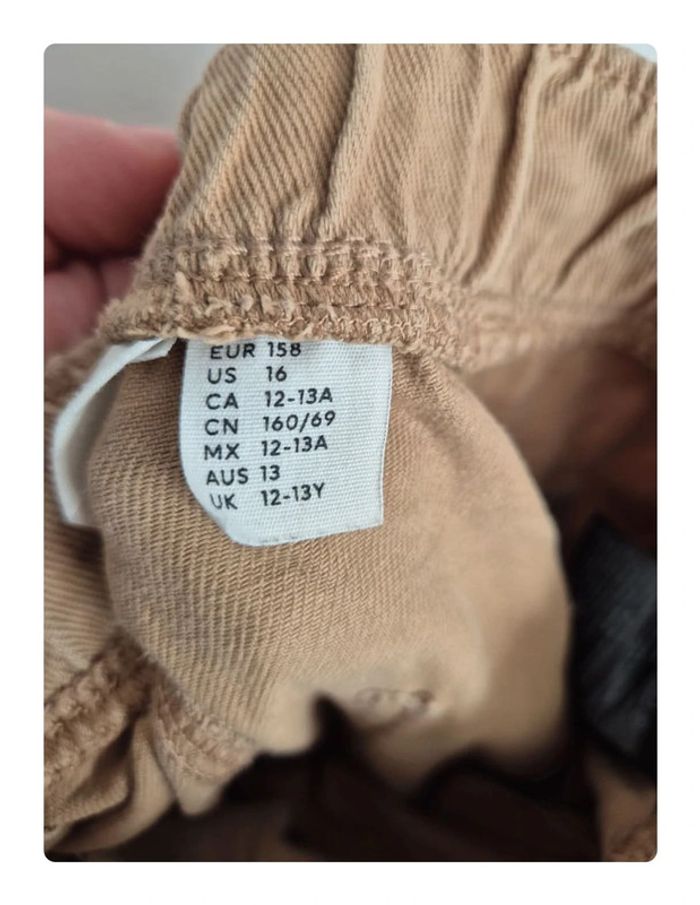 EUR 158
US 16
CA 12-13A
CN 160/69
MX 12-13A
AUS 13
UK 12-13Y